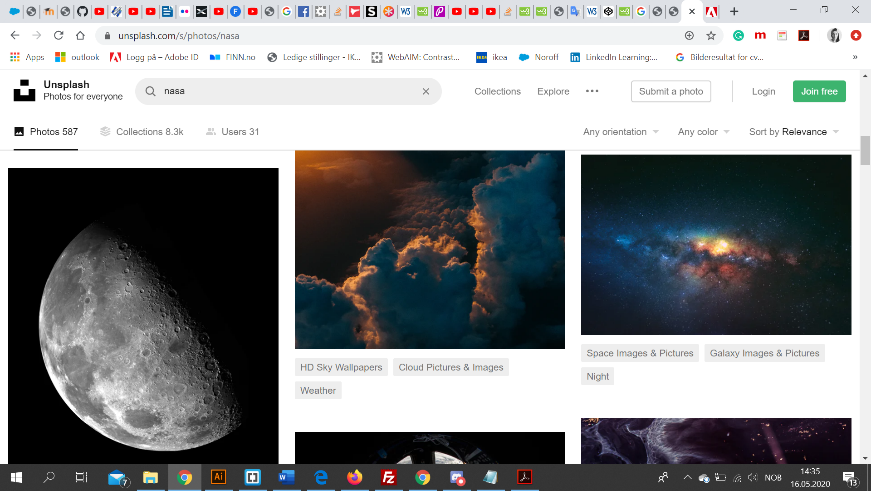 unsplash.com/s/photos/nasa
Apps
outlook
Logg på – Adobe ID
FINN.no
Ledige stillinger - IK...
WebAIM: Contrast...
ikea
Noroff
LinkedIn Learning:...
Bilderesultat for cv...
»
Unsplash
Photos for everyone
nasa
Collections
Explore
Submit a photo
Login
Join free
Photos 587
Collections 8.3k
Users 31
Any orientation
Any color
Sort by Relevance
HD Sky Wallpapers
Cloud Pictures & Images
Weather
Space Images & Pictures
Galaxy Images & Pictures
Night
7
Ai
NOB
14:35
16.05.2020
13